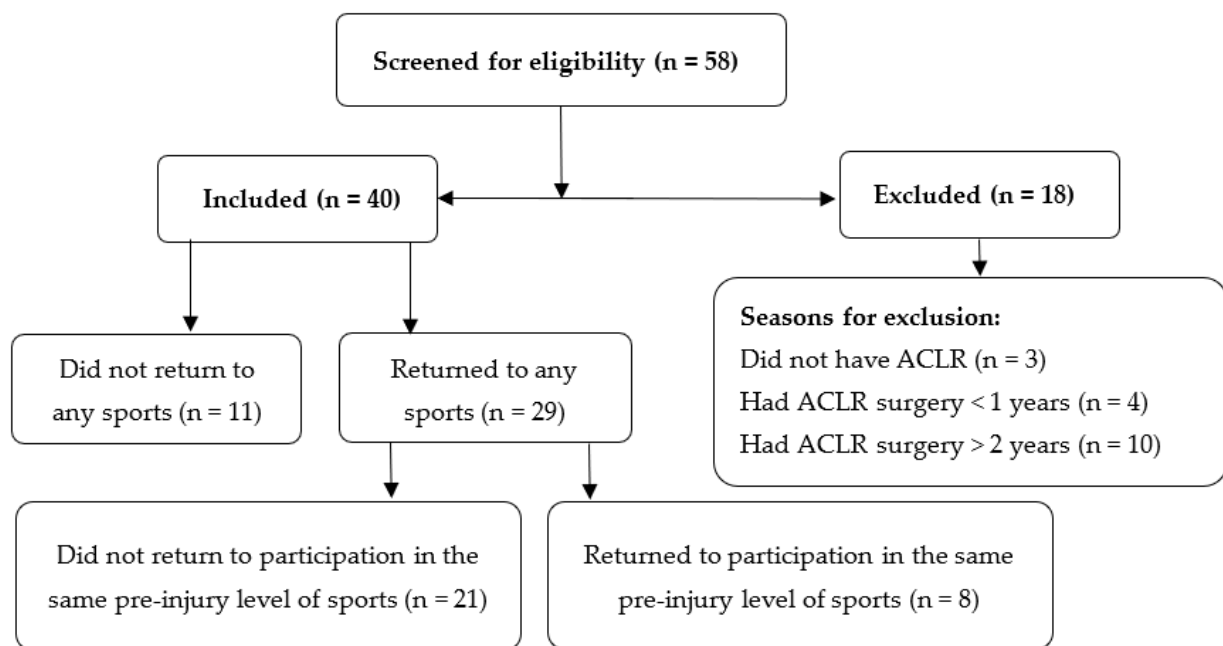 Screened for eligibility (n = 58)
Included (n = 40)
Excluded (n = 18)
Seasons for exclusion:
Did not have ACLR (n = 3)
Had ACLR surgery < 1 years (n = 4)
Had ACLR surgery > 2 years (n = 10)
Did not return to
any sports (n = 11)
Returned to any
sports (n = 29)
Did not return to participation in the
same pre-injury level of sports (n = 21)
Returned to participation in the same
pre-injury level of sports (n = 8)